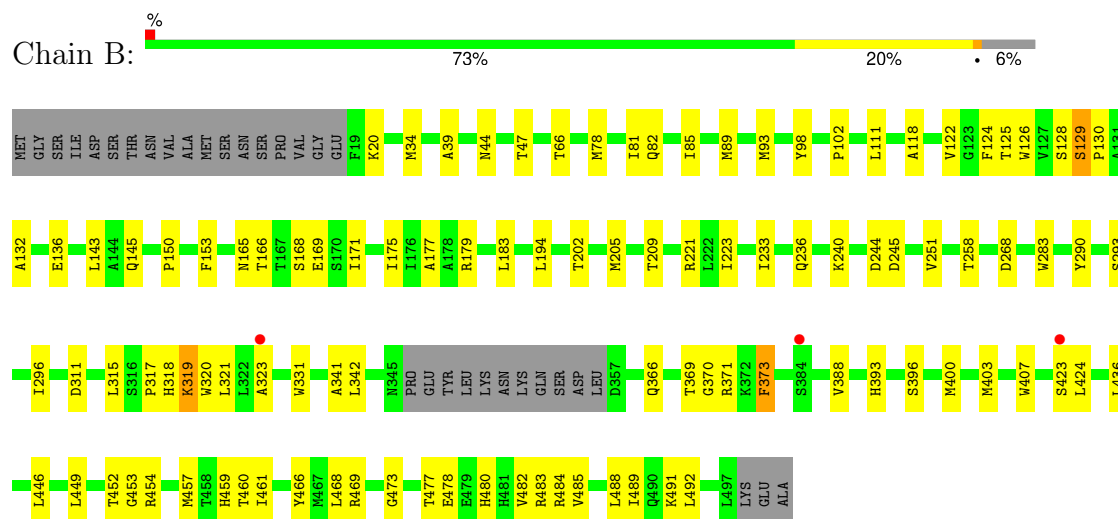 %
Chain B:
73% 20% • 6%
MET GLY SER ILE ASP SER THR ASN VAL ALA MET SER ASN SER PRO VAL GLY GLU F19 K20 M34 A39 N44 T47 T66 M78 I81 Q82 I85 M89 M93 Y98 P102 L111 A118 V122 G123 F124 T125 W126 V127 S128 S129 P130 A131
A132 E136 L143 A144 Q145 P150 F153 N165 T166 T167 S168 E169 S170 I171 I175 I176 A177 A178 R179 L183 L194 T202 M205 T209 R221 L222 I223 I233 Q236 K240 D244 D245 V251 T258 D268 W283 Y290 S293
I296 D311 L315 S316 P317 H318 K319 W320 L321 L322 A323 W331 A341 L342 N345 PRO GLU TYR LEU LYS ASN LYS GLN SER ASP LEU D357 Q366 T369 G370 R371 K372 F373 S384 V388 H393 S396 M400 M403 W407 S423 L424
L446 L449 T452 G453 R454 M457 T458 H459 T460 I461 Y466 M467 L468 R469 G473 T477 E478 E479 H480 H481 V482 R483 R484 V485 L488 I489 Q490 K491 L492 L497 LYS GLU ALA